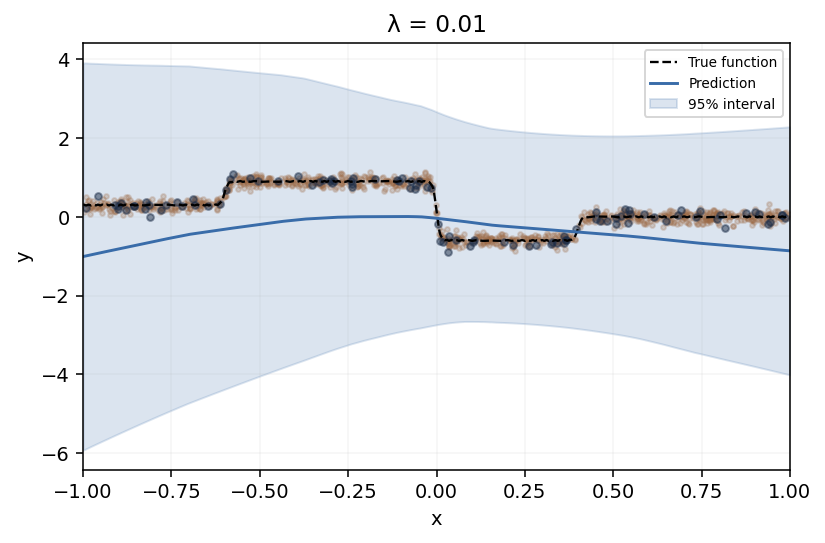 λ = 0.01
True function
Prediction
95% interval
y
4
2
0
−2
−4
−6
−1.00 −0.75 −0.50 −0.25 0.00 0.25 0.50 0.75 1.00
x